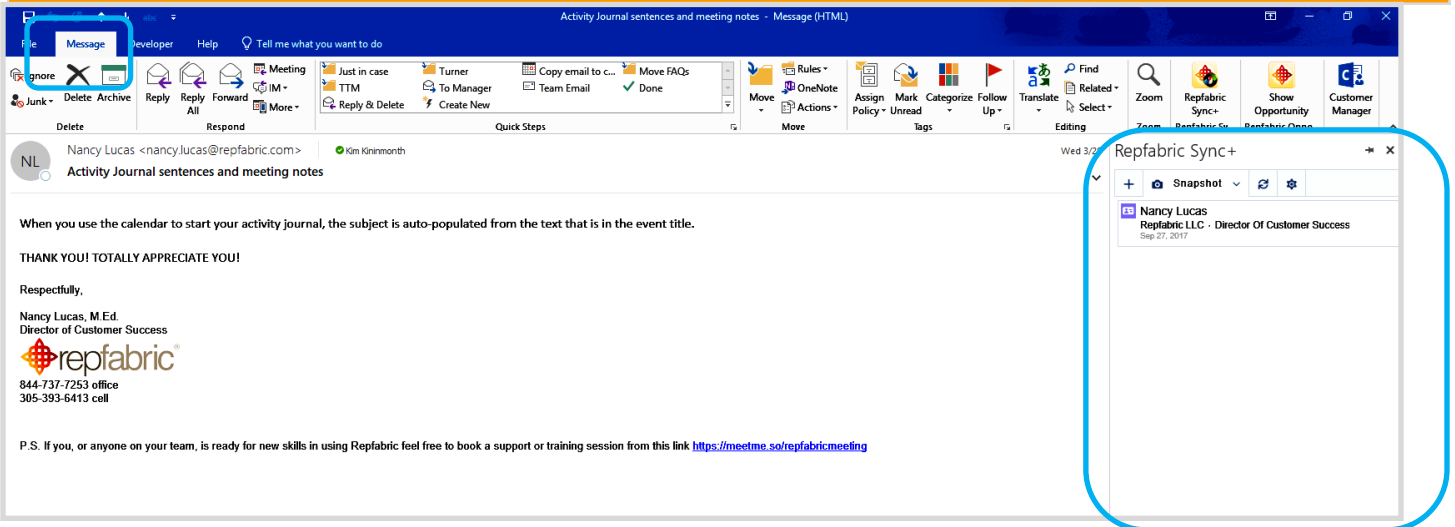 abc
Activity Journal sentences and meeting notes - Message (HTML)
File Message Developer Help Tell me what you want to do
Ignore
Junk
Delete Archive
Delete
Reply Reply All Forward
Meeting
IM
More
Respond
Just in case Turner Copy email to c... Move FAQs
TTM To Manager Team Email Done
Reply & Delete Create New
Quick Steps
Move
Rules
OneNote
Actions
Move
Assign Policy Mark Unread Categorize Follow Up
Tags
Translate
Find
Related
Select
Editing
Zoom
Zoom
Repfabric Sync+
Repfabric Sy...
Show Opportunity
Repfabric Oppo...
Customer Manager
NL
Nancy Lucas <nancy.lucas@repfabric.com> Kim Kininmonth Wed 3/2
Activity Journal sentences and meeting notes
When you use the calendar to start your activity journal, the subject is auto-populated from the text that is in the event title.
THANK YOU! TOTALLY APPRECIATE YOU!
Respectfully,
Nancy Lucas, M.Ed.
Director of Customer Success
repfabric®
844-737-7253 office
305-393-6413 cell
P.S. If you, or anyone on your team, is ready for new skills in using Repfabric feel free to book a support or training session from this link https://meetme.so/repfabricmeeting
Repfabric Sync+
Snapshot
Nancy Lucas
Repfabric LLC - Director Of Customer Success
Sep 27, 2017